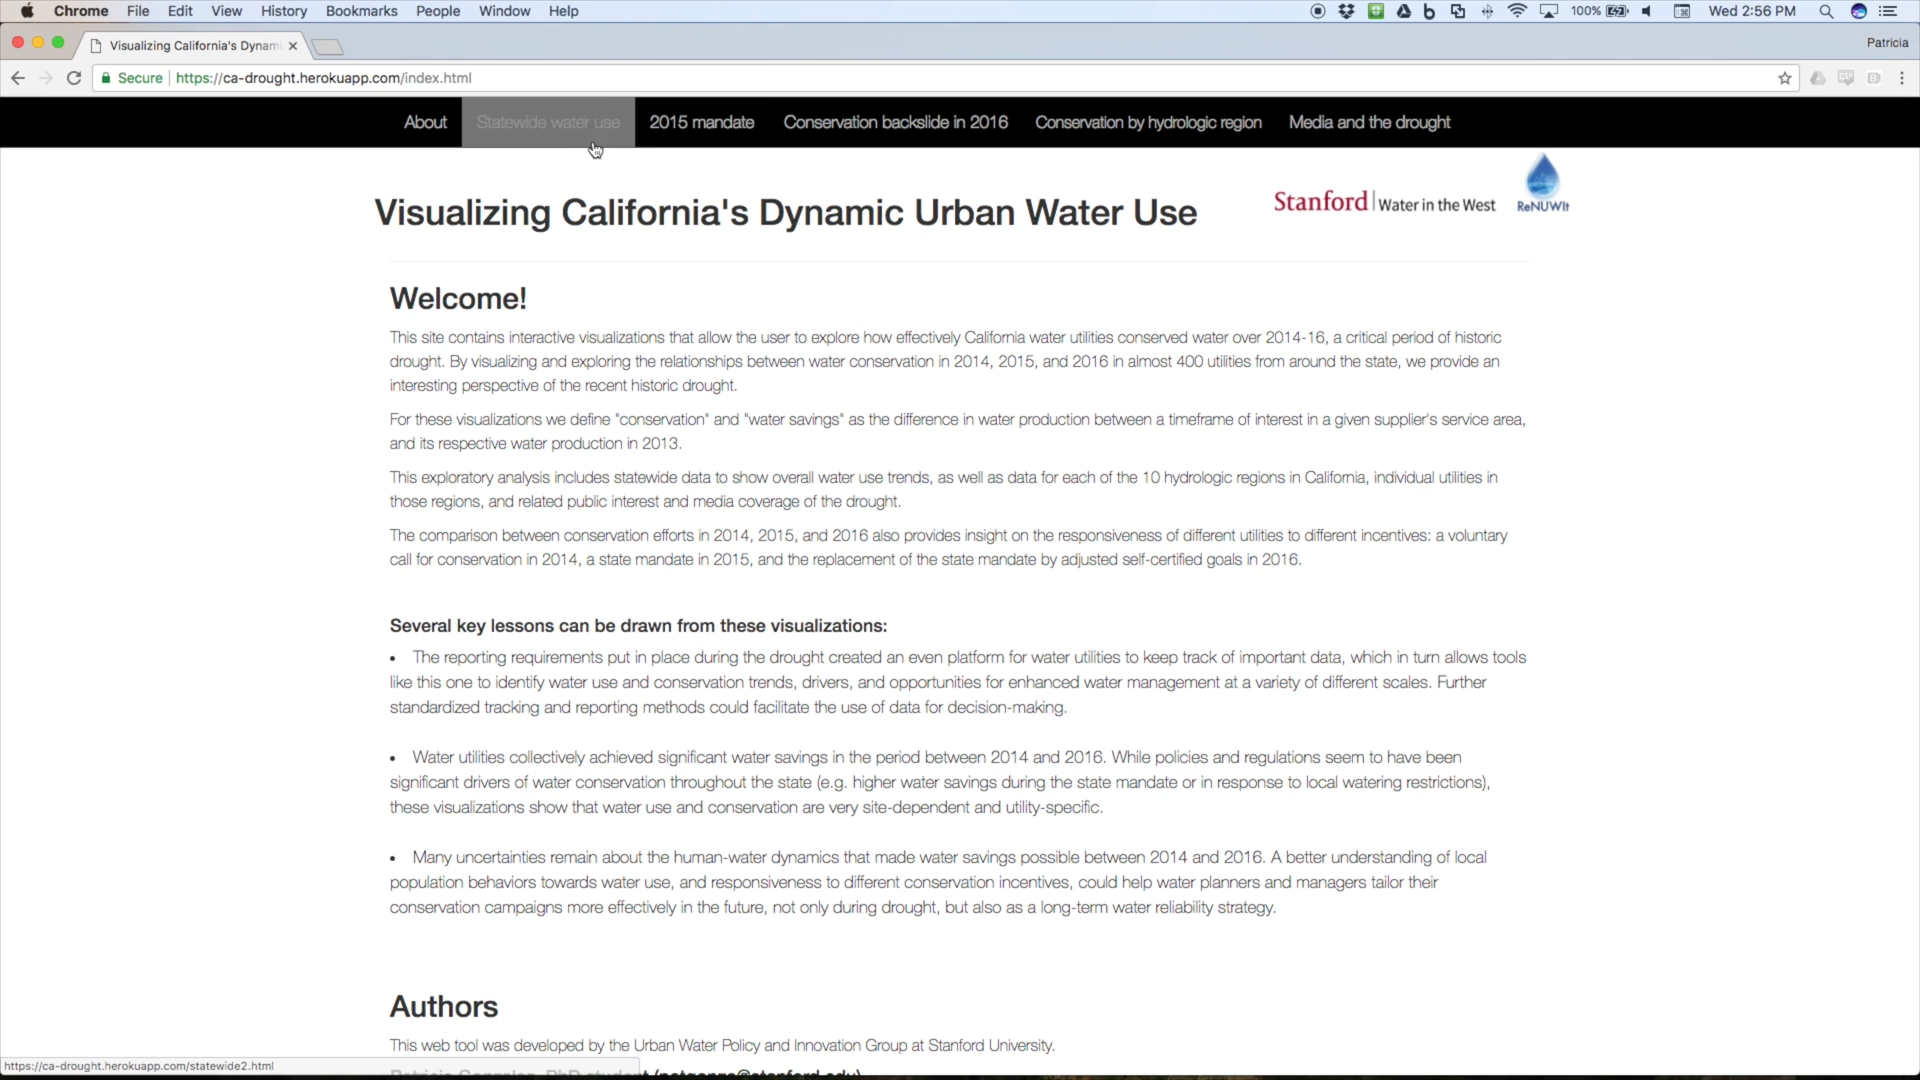 Chrome File Edit View History Bookmarks People Window Help 100% Wed 2:56 PM
Visualizing California's Dynam Patricia
Secure https://ca-drought.herokuapp.com/index.html
About Statewide water use 2015 mandate Conservation backslide in 2016 Conservation by hydrologic region Media and the drought
Visualizing California's Dynamic Urban Water Use
Stanford Water in the West ReNUWIt
Welcome!
This site contains interactive visualizations that allow the user to explore how effectively California water utilities conserved water over 2014-16, a critical period of historic
drought. By visualizing and exploring the relationships between water conservation in 2014, 2015, and 2016 in almost 400 utilities from around the state, we provide an
interesting perspective of the recent historic drought.
For these visualizations we define "conservation" and "water savings" as the difference in water production between a timeframe of interest in a given supplier's service area,
and its respective water production in 2013.
This exploratory analysis includes statewide data to show overall water use trends, as well as data for each of the 10 hydrologic regions in California, individual utilities in
those regions, and related public interest and media coverage of the drought.
The comparison between conservation efforts in 2014, 2015, and 2016 also provides insight on the responsiveness of different utilities to different incentives: a voluntary
call for conservation in 2014, a state mandate in 2015, and the replacement of the state mandate by adjusted self-certified goals in 2016.
Several key lessons can be drawn from these visualizations:
• The reporting requirements put in place during the drought created an even platform for water utilities to keep track of important data, which in turn allows tools
like this one to identify water use and conservation trends, drivers, and opportunities for enhanced water management at a variety of different scales. Further
standardized tracking and reporting methods could facilitate the use of data for decision-making.
• Water utilities collectively achieved significant water savings in the period between 2014 and 2016. While policies and regulations seem to have been
significant drivers of water conservation throughout the state (e.g. higher water savings during the state mandate or in response to local watering restrictions),
these visualizations show that water use and conservation are very site-dependent and utility-specific.
• Many uncertainties remain about the human-water dynamics that made water savings possible between 2014 and 2016. A better understanding of local
population behaviors towards water use, and responsiveness to different conservation incentives, could help water planners and managers tailor their
conservation campaigns more effectively in the future, not only during drought, but also as a long-term water reliability strategy.
Authors
This web tool was developed by the Urban Water Policy and Innovation Group at Stanford University.
https://ca-drought.herokuapp.com/statewide2.html